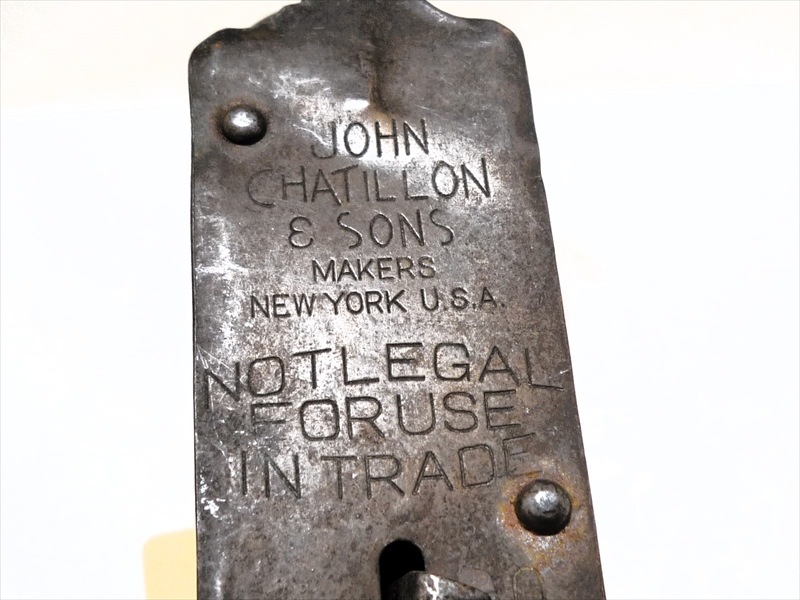 JOHN
CHATILLON
& SONS
MAKERS
NEW YORK U.S.A.
NOT LEGAL
FOR USE
IN TRADE